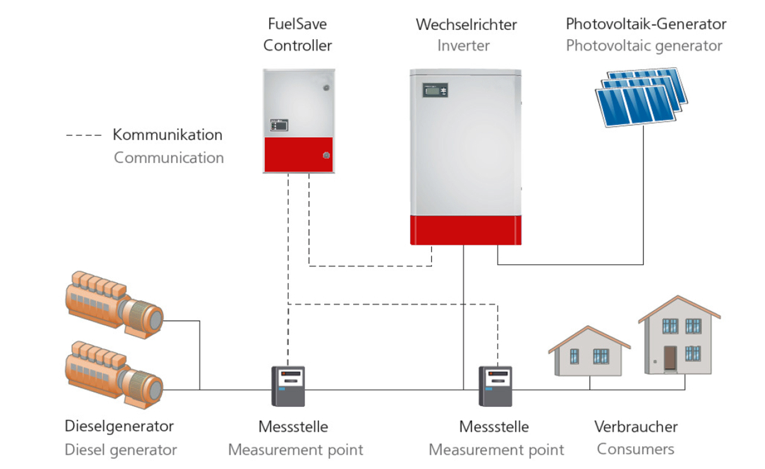 FuelSave
Controller
Wechselrichter
Inverter
Photovoltaik-Generator
Photovoltaic generator
Kommunikation
Communication
Dieselgenerator
Diesel generator
Messstelle
Measurement point
Messstelle
Measurement point
Verbraucher
Consumers